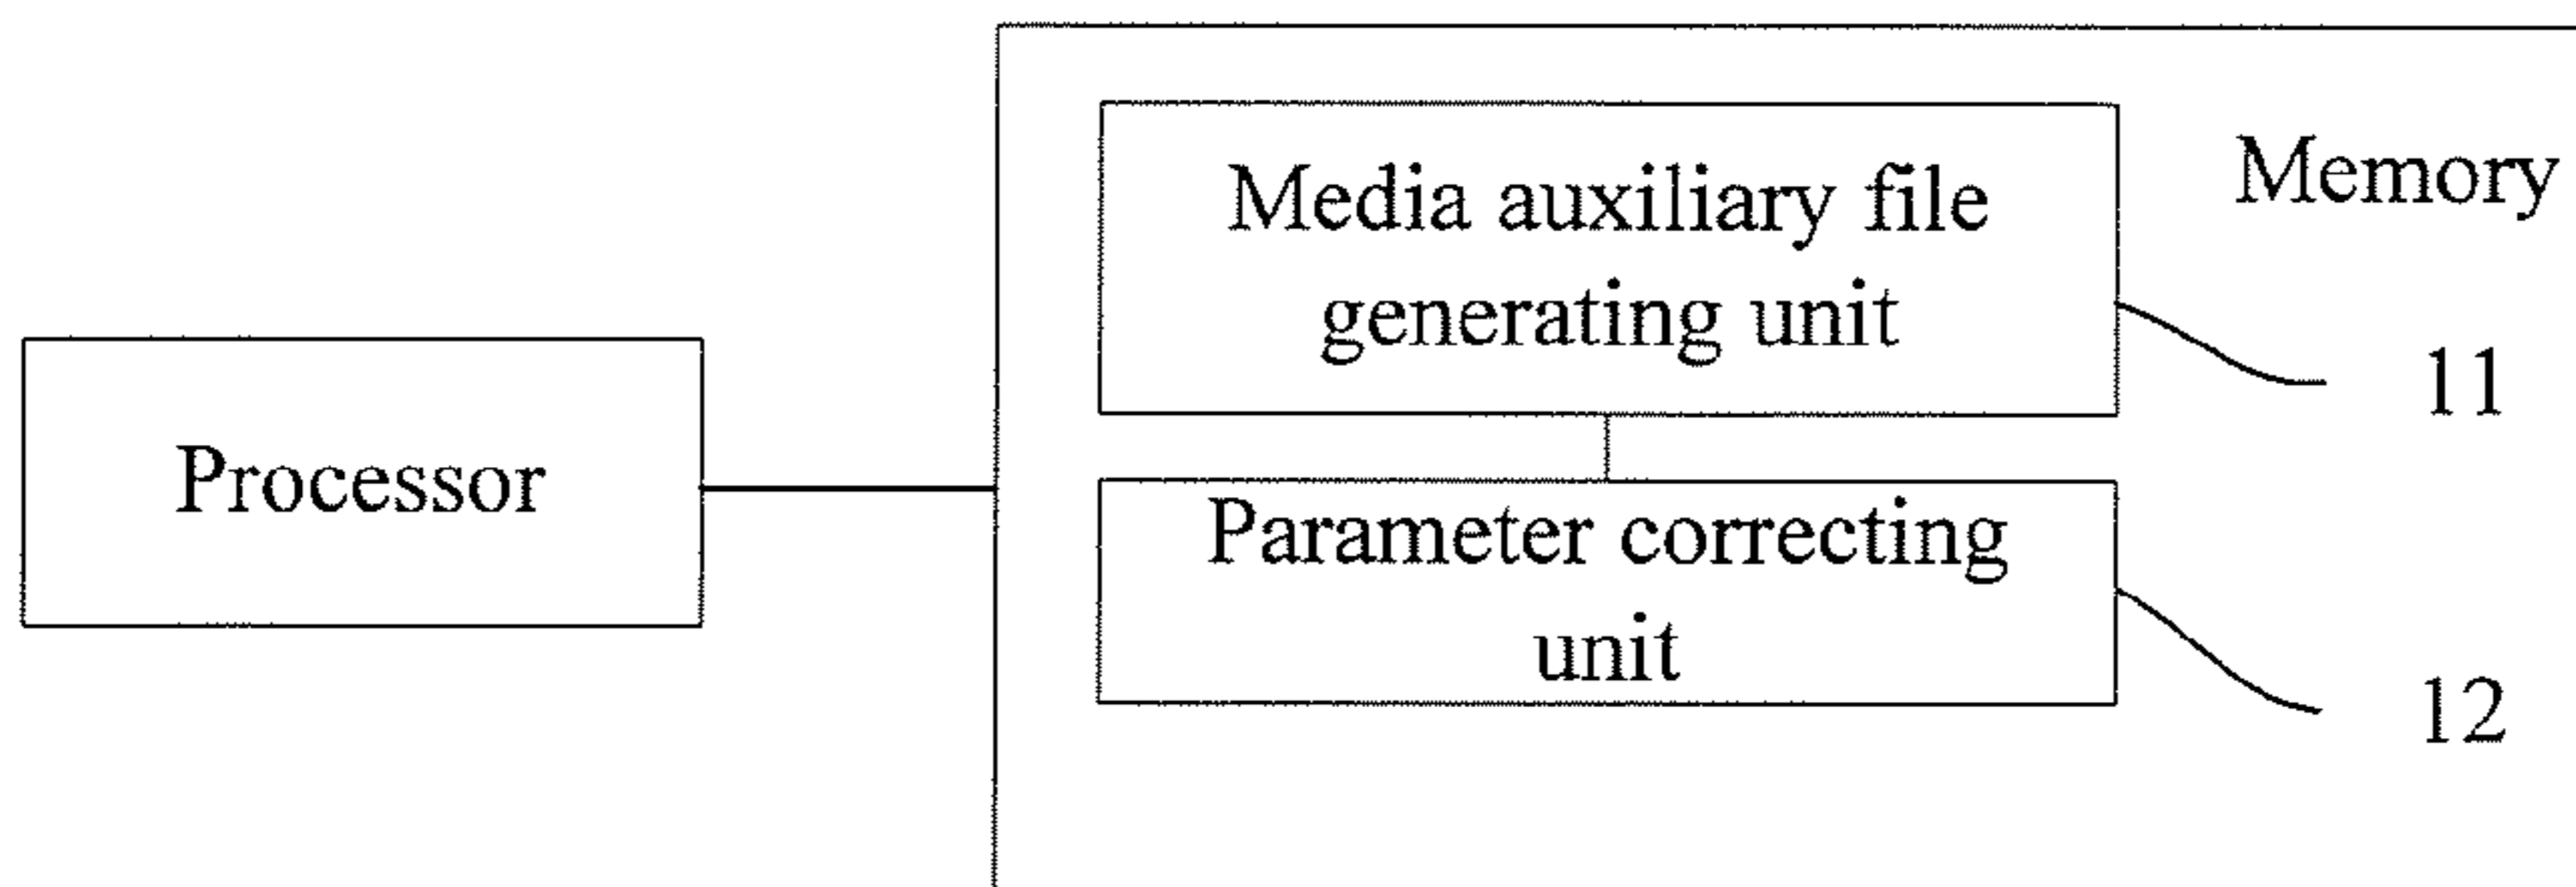 Media auxiliary file
generating unit
Memory
11
Processor
Parameter correcting
unit
12